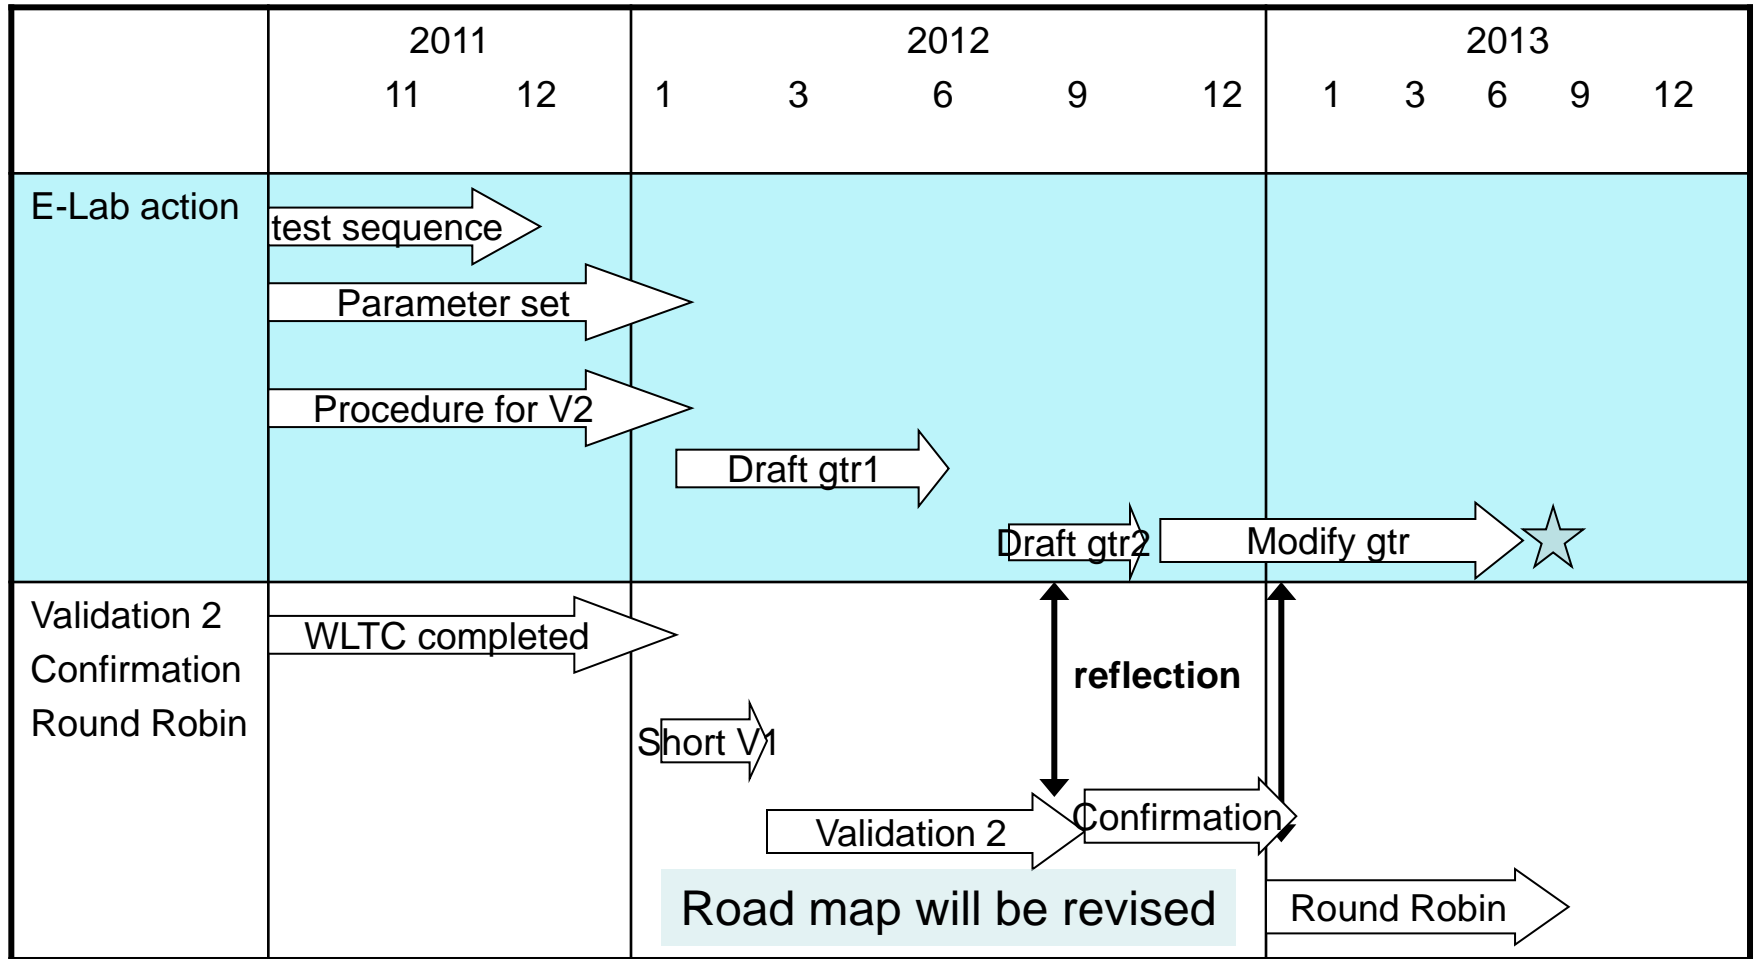 2011 2012 2013
11 12 1 3 6 9 12 1 3 6 9 12
E-Lab action
test sequence
Parameter set
Procedure for V2
Draft gtr1
Draft gtr2
Modify gtr
Validation 2
Confirmation
Round Robin
WLTC completed
reflection
Short V1
Validation 2
Confirmation
Road map will be revised
Round Robin